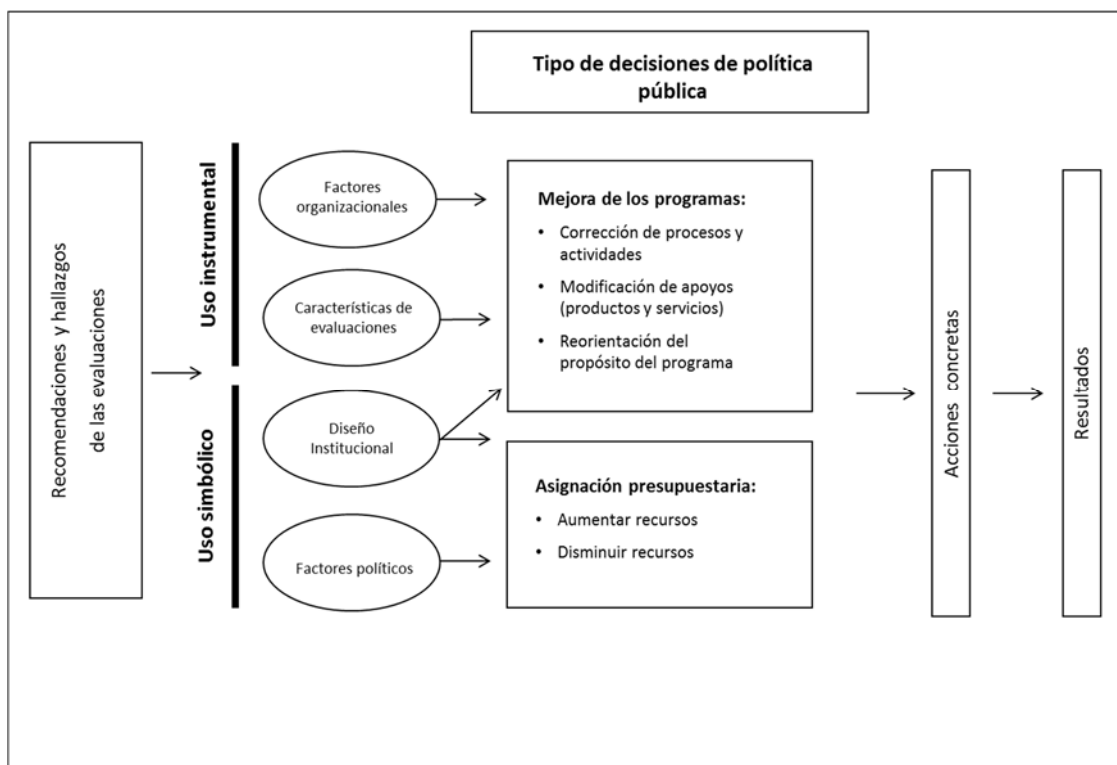 Tipo de decisiones de política
pública
Recomendaciones y hallazgos
de las evaluaciones
Uso instrumental
Uso simbólico
Factores
organizacionales
Características de
evaluaciones
Diseño
Institucional
Factores políticos
Mejora de los programas:
• Corrección de procesos y
actividades
• Modificación de apoyos
(productos y servicios)
• Reorientación del
propósito del programa
Asignación presupuestaria:
• Aumentar recursos
• Disminuir recursos
Acciones concretas
Resultados